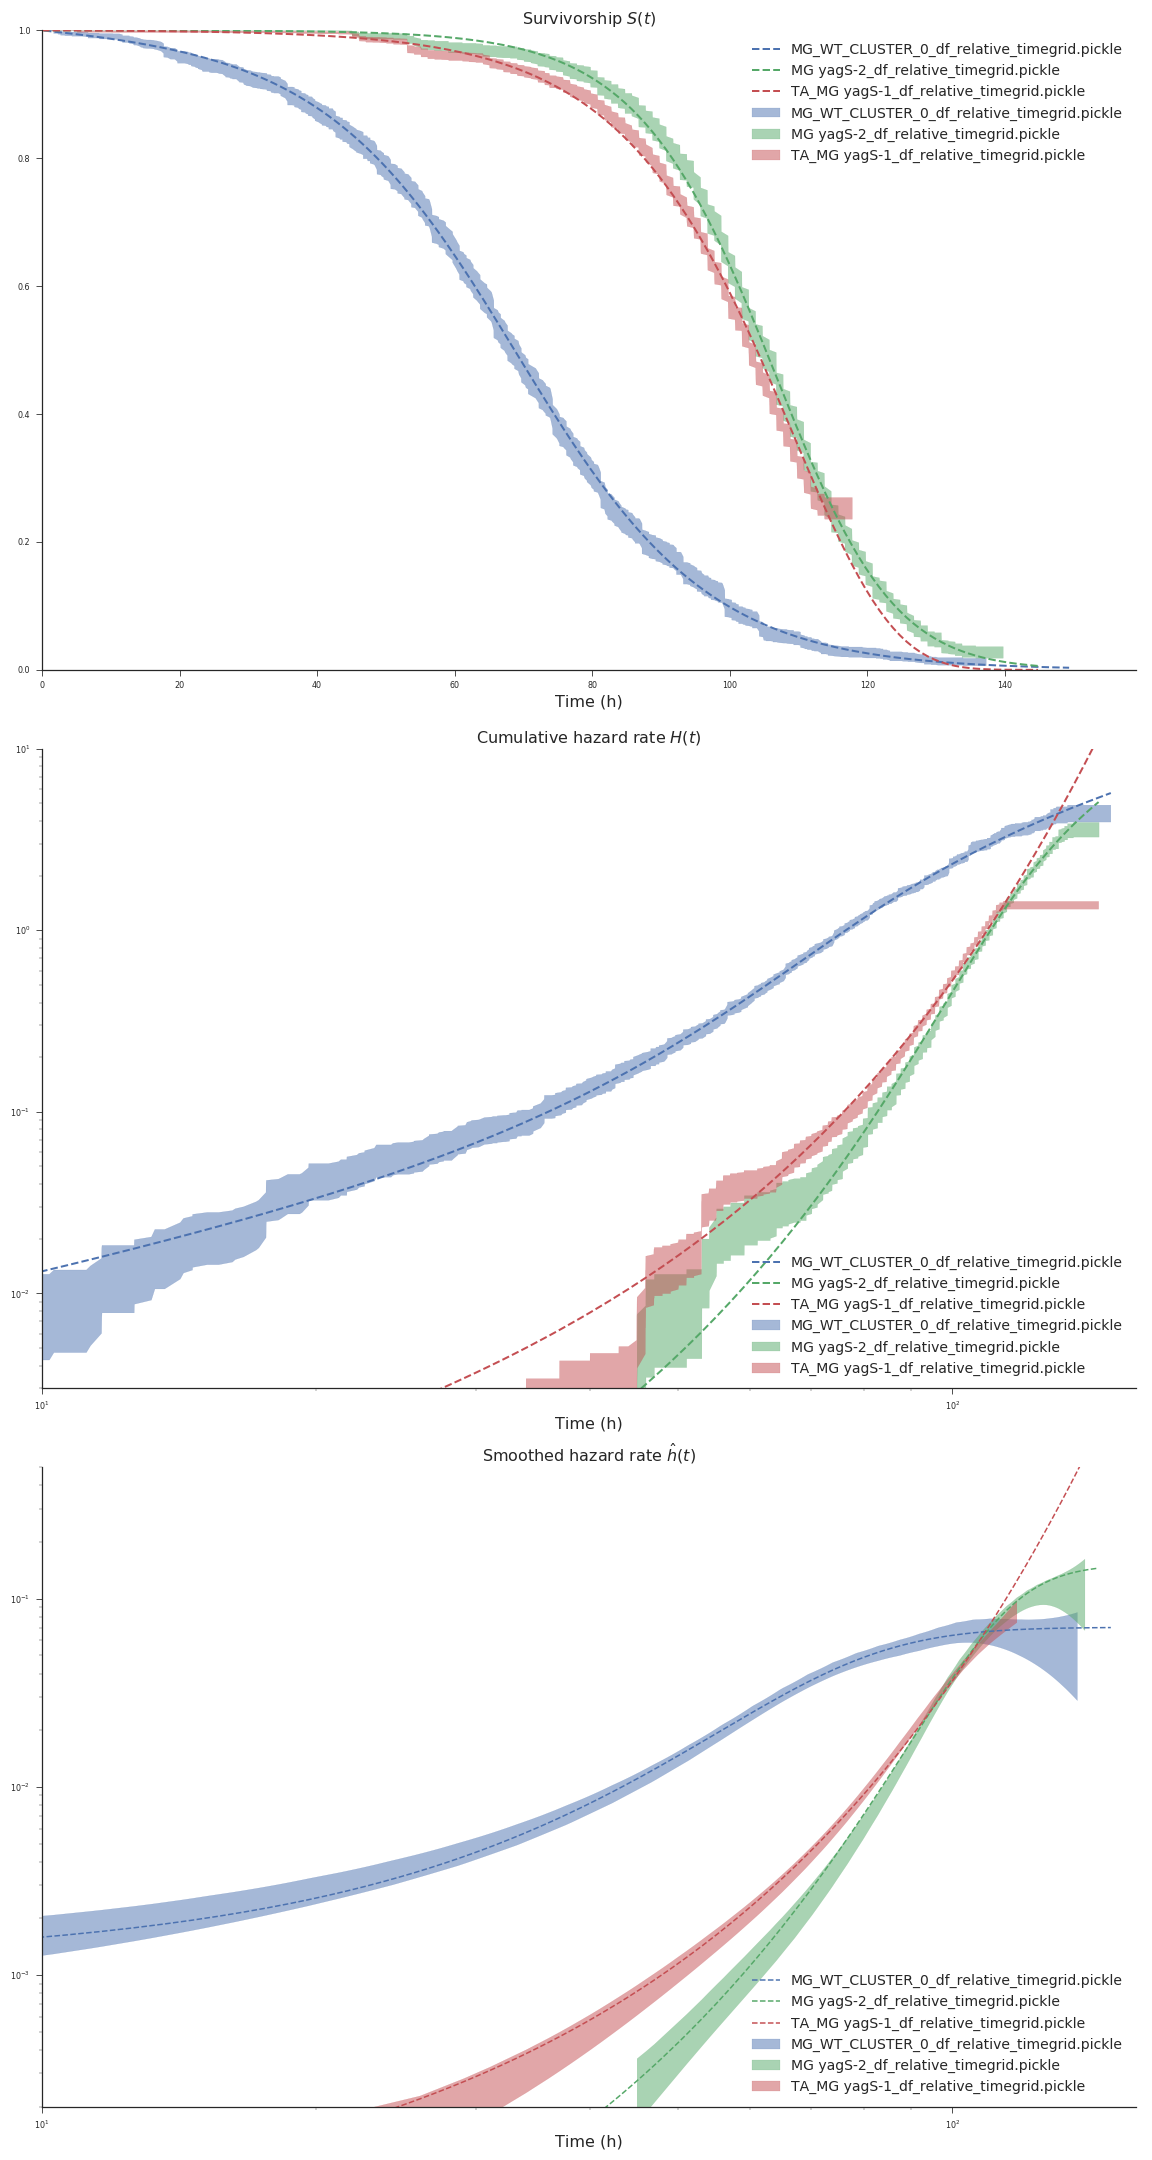 Survivorship S(t)
1.0
0.8
0.6
0.4
0.2
0.0
MG_WT_CLUSTER_0_df_relative_timegrid.pickle
MG yagS-2_df_relative_timegrid.pickle
TA_MG yagS-1_df_relative_timegrid.pickle
MG_WT_CLUSTER_0_df_relative_timegrid.pickle
MG yagS-2_df_relative_timegrid.pickle
TA_MG yagS-1_df_relative_timegrid.pickle
0 20 40 60 80 100 120 140
Time (h)
Cumulative hazard rate H(t)
10¹
10⁰
10⁻¹
10⁻²
MG_WT_CLUSTER_0_df_relative_timegrid.pickle
MG yagS-2_df_relative_timegrid.pickle
TA_MG yagS-1_df_relative_timegrid.pickle
MG_WT_CLUSTER_0_df_relative_timegrid.pickle
MG yagS-2_df_relative_timegrid.pickle
TA_MG yagS-1_df_relative_timegrid.pickle
10¹ 10²
Time (h)
Smoothed hazard rate ĥ(t)
10⁻¹
10⁻²
10⁻³
MG_WT_CLUSTER_0_df_relative_timegrid.pickle
MG yagS-2_df_relative_timegrid.pickle
TA_MG yagS-1_df_relative_timegrid.pickle
MG_WT_CLUSTER_0_df_relative_timegrid.pickle
MG yagS-2_df_relative_timegrid.pickle
TA_MG yagS-1_df_relative_timegrid.pickle
10¹ 10²
Time (h)